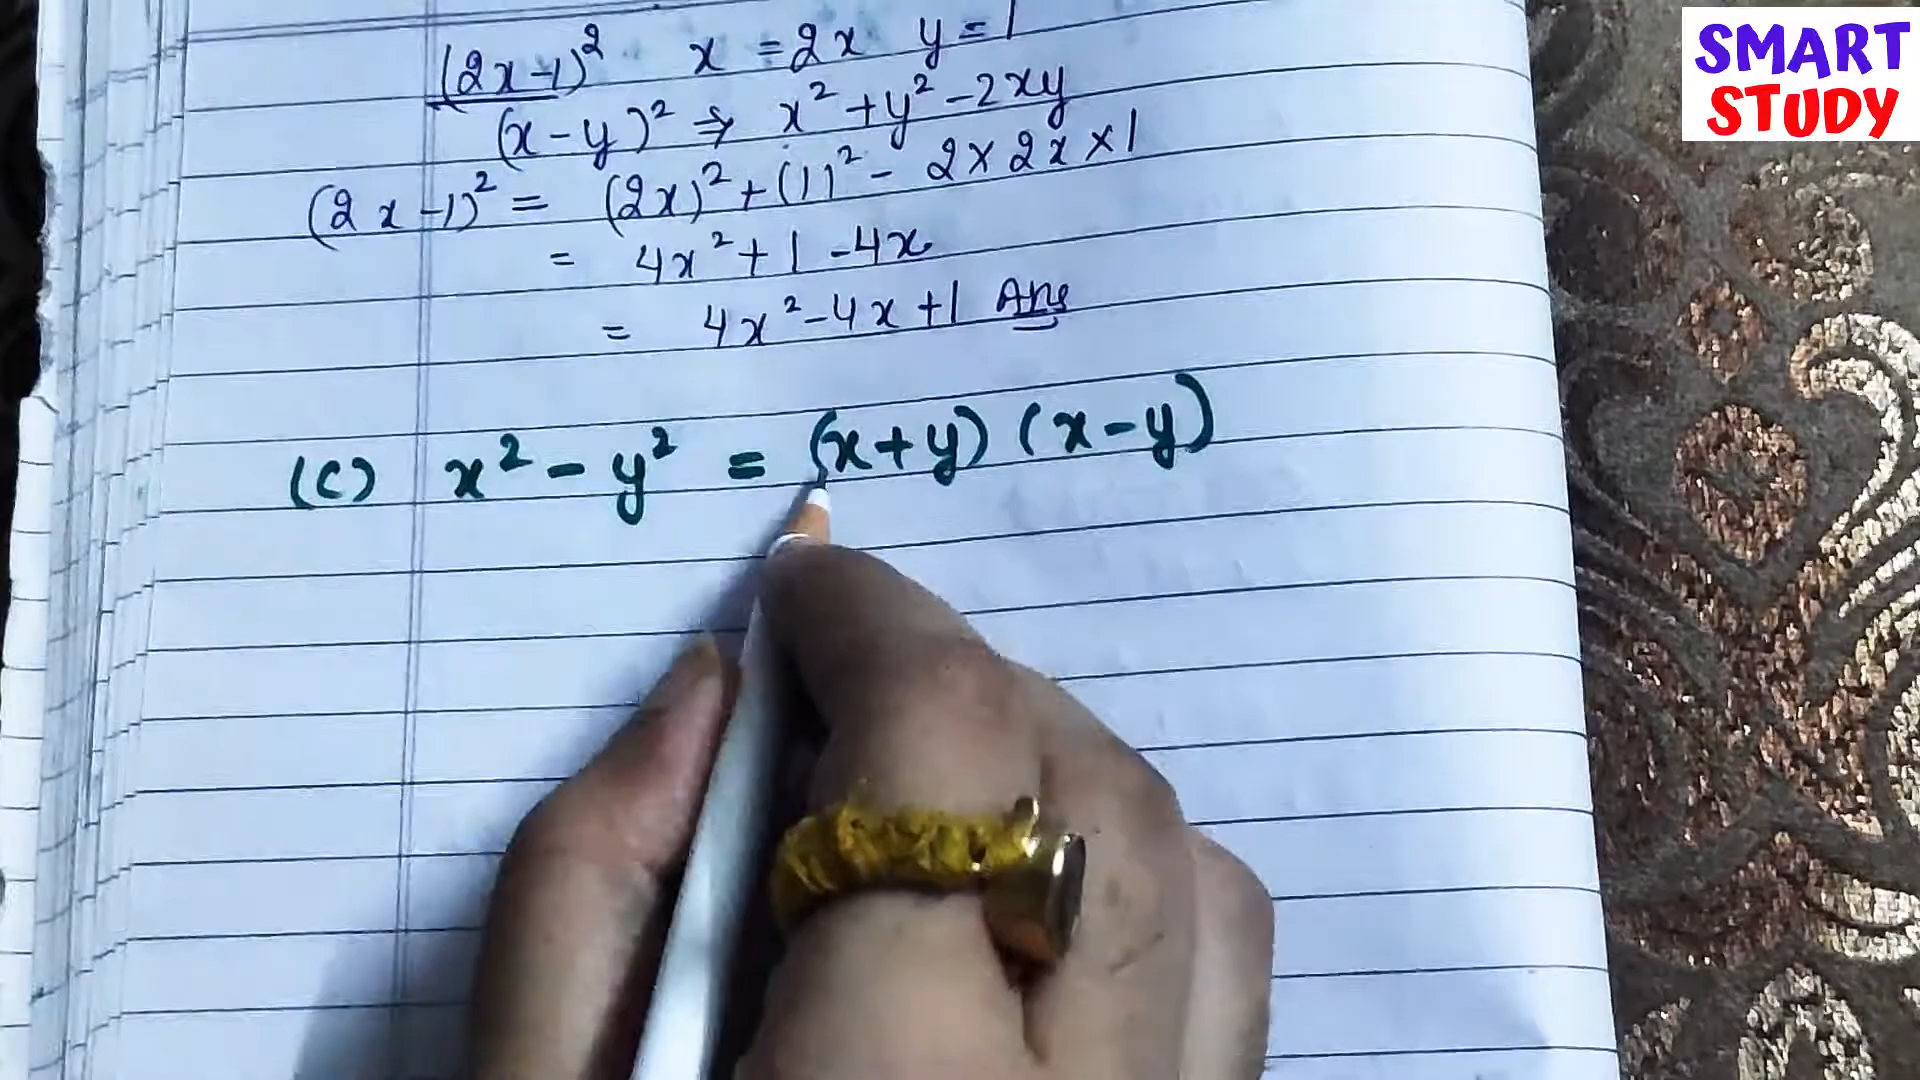 (2x-1)² x = 2x y = 1
(x-y)² ⇒ x² + y² - 2xy
(2x-1)² = (2x)² + (1)² - 2 × 2x × 1
= 4x² + 1 - 4x
= 4x² - 4x + 1 Ans
(C) x² - y² = (x+y) (x-y)
SMART
STUDY